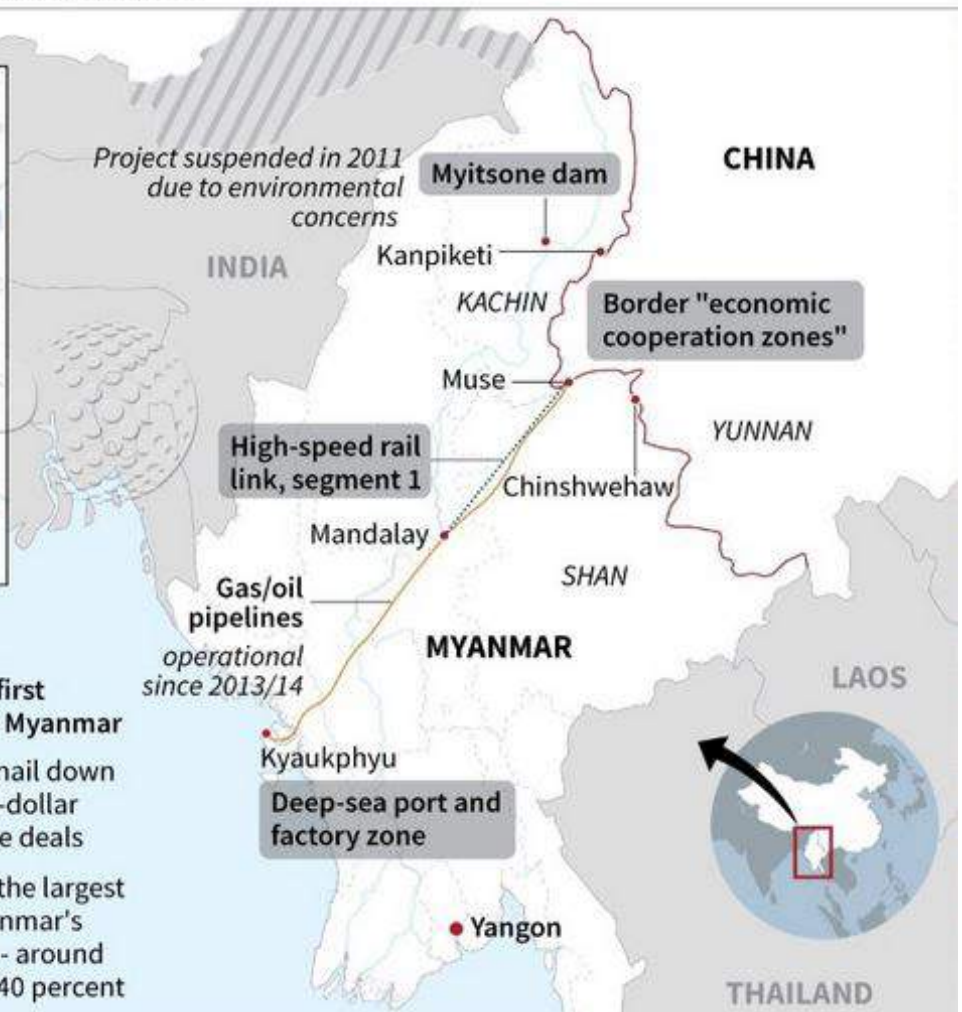 Project suspended in 2011
due to environmental
concerns
Myitsone dam
CHINA
INDIA
Kanpiketi
KACHIN
Border "economic
cooperation zones"
Muse
YUNNAN
High-speed rail
link, segment 1
Chinshwehaw
Mandalay
SHAN
Gas/oil
pipelines
operational
since 2013/14
MYANMAR
LAOS
first
Myanmar
Kyaukphyu
nail down
-dollar
e deals
Deep-sea port and
factory zone
the largest
nmar's
- around
40 percent
Yangon
THAILAND